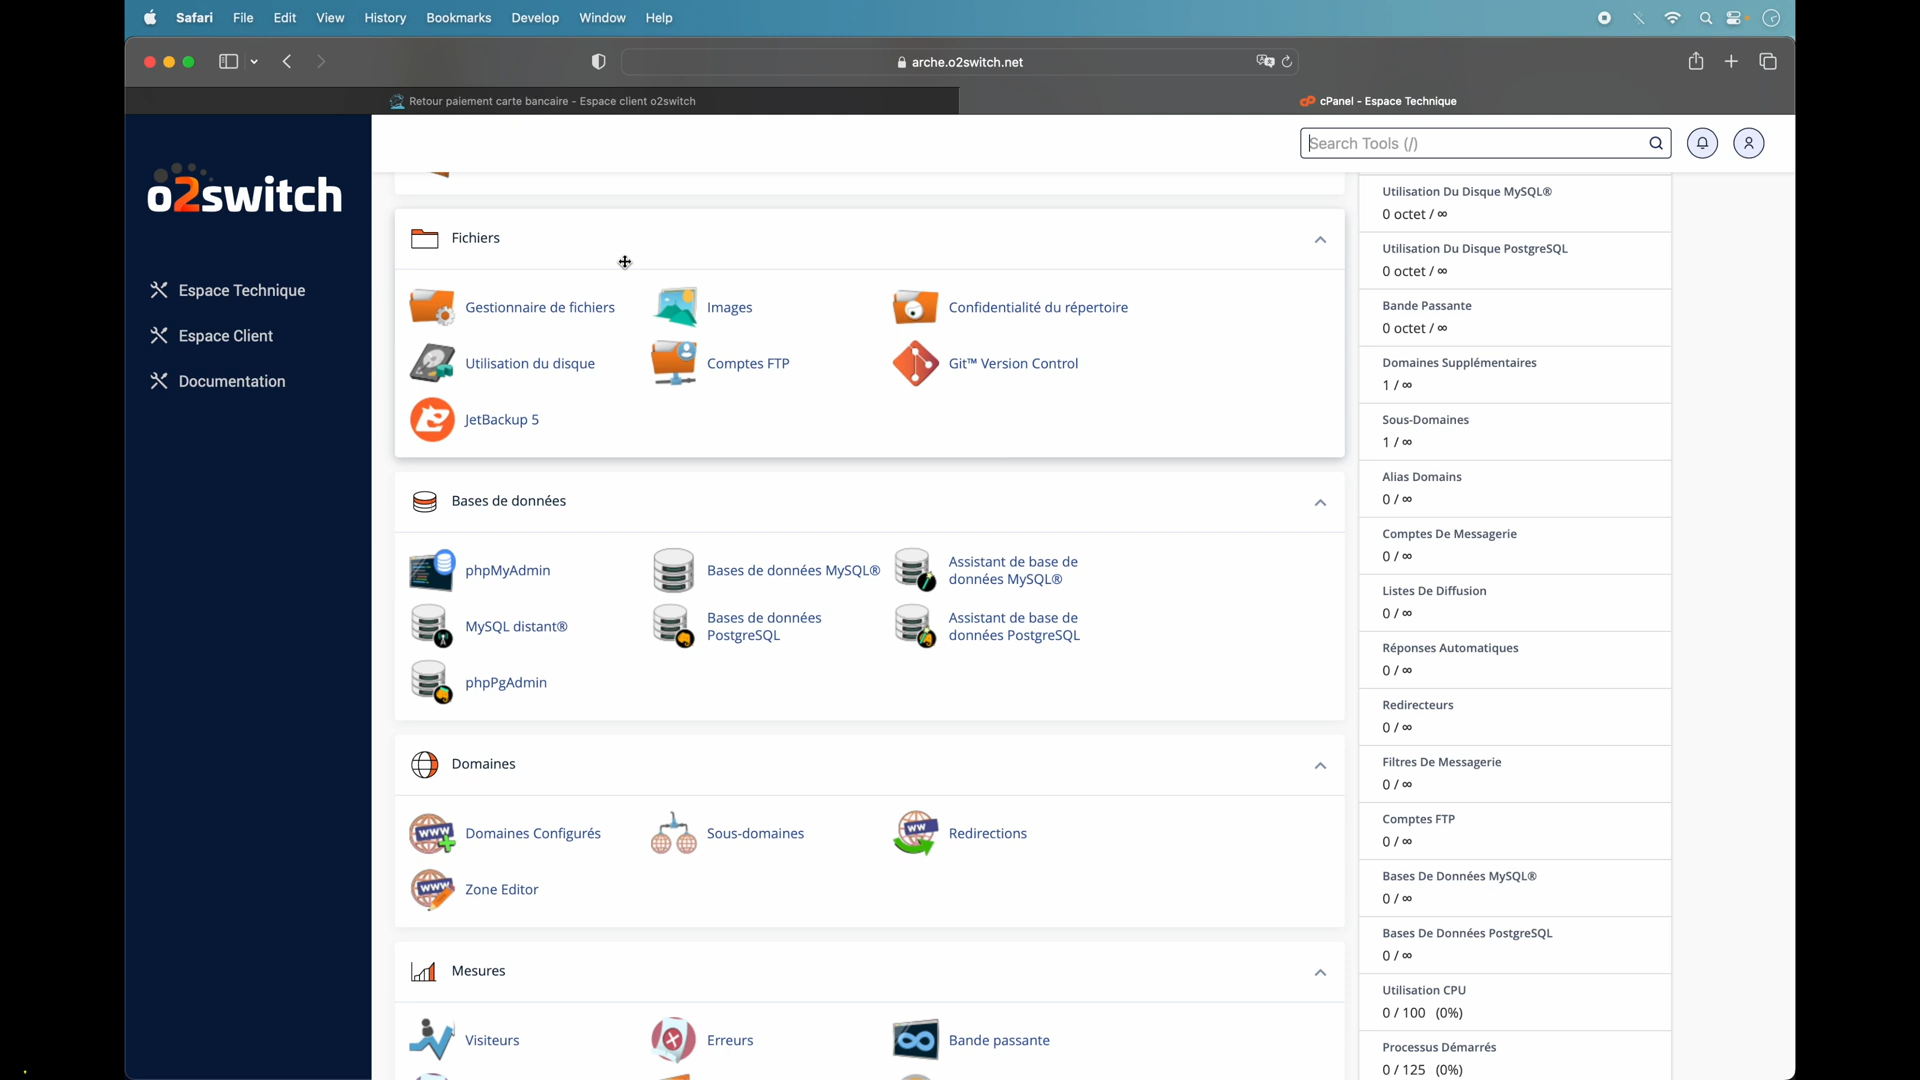 Safari File Edit View History Bookmarks Develop Window Help
arche.o2switch.net
Retour paiement carte bancaire - Espace client o2switch
cPanel - Espace Technique
o2switch
Espace Technique
Espace Client
Documentation
Search Tools (/)
Fichiers
Gestionnaire de fichiers
Images
Confidentialité du répertoire
Utilisation du disque
Comptes FTP
Git™ Version Control
JetBackup 5
Bases de données
phpMyAdmin
Bases de données MySQL®
Assistant de base de
données MySQL®
MySQL distant®
Bases de données
PostgreSQL
Assistant de base de
données PostgreSQL
phpPgAdmin
Domaines
Domaines Configurés
Sous-domaines
Redirections
Zone Editor
Mesures
Visiteurs
Erreurs
Bande passante
Utilisation Du Disque MySQL®
0 octet / ∞
Utilisation Du Disque PostgreSQL
0 octet / ∞
Bande Passante
0 octet / ∞
Domaines Supplémentaires
1 / ∞
Sous-Domaines
1 / ∞
Alias Domains
0 / ∞
Comptes De Messagerie
0 / ∞
Listes De Diffusion
0 / ∞
Réponses Automatiques
0 / ∞
Redirecteurs
0 / ∞
Filtres De Messagerie
0 / ∞
Comptes FTP
0 / ∞
Bases De Données MySQL®
0 / ∞
Bases De Données PostgreSQL
0 / ∞
Utilisation CPU
0 / 100 (0%)
Processus Démarrés
0 / 125 (0%)